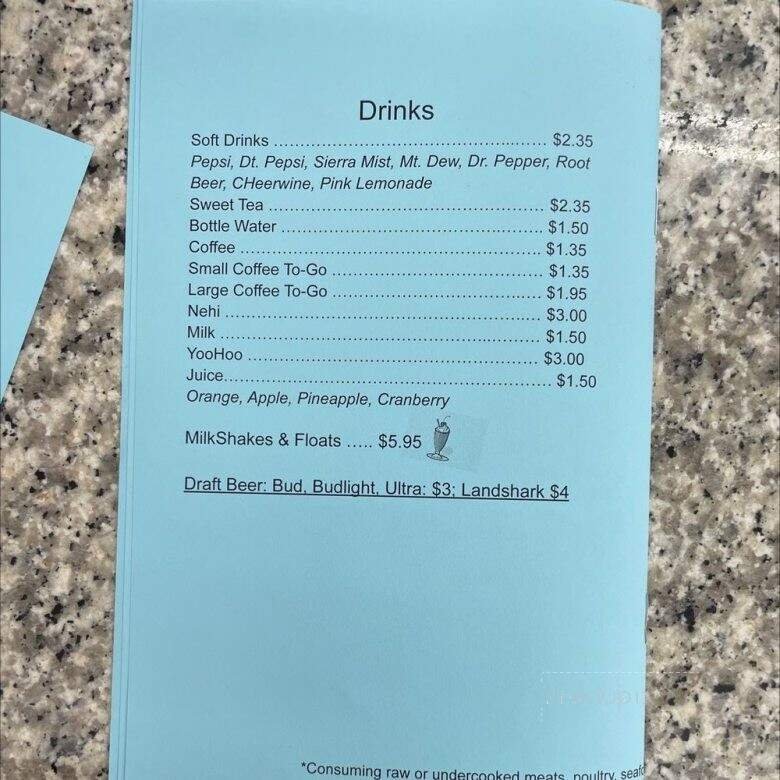 Drinks
Soft Drinks ........................................................ $2.35
Pepsi, Dt. Pepsi, Sierra Mist, Mt. Dew, Dr. Pepper, Root
Beer, CHeerwine, Pink Lemonade
Sweet Tea ........................................................ $2.35
Bottle Water ..................................................... $1.50
Coffee ............................................................. $1.35
Small Coffee To-Go .......................................... $1.35
Large Coffee To-Go .......................................... $1.95
Nehi ................................................................ $3.00
Milk ................................................................. $1.50
YooHoo ........................................................... $3.00
Juice................................................................. $1.50
Orange, Apple, Pineapple, Cranberry
MilkShakes & Floats ..... $5.95
Draft Beer: Bud, Budlight, Ultra: $3; Landshark $4
*Consuming raw or undercooked meats, poultry,